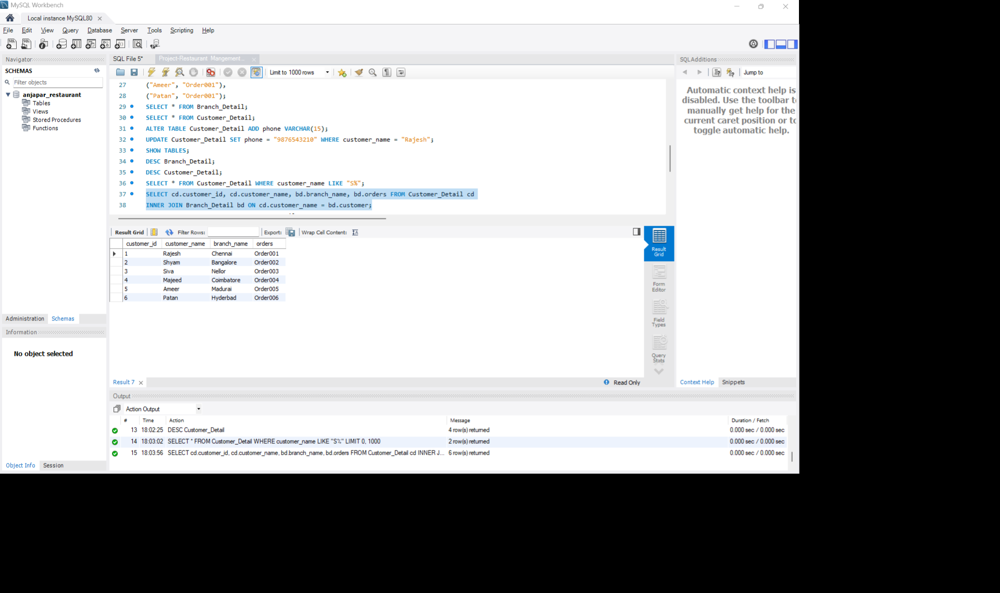 MySQL Workbench
Local instance MySQL80
File Edit View Query Database Server Tools Scripting Help
Navigator
SCHEMAS
Filter objects
anjapar_restaurant
Tables
Views
Stored Procedures
Functions
Administration Schemas
Information
No object selected
Object Info Session
SQL File 5* Project-Restaurant Mangement...
Limit to 1000 rows
27 ("Ameer", "Order001"),
28 ("Patan", "Order001");
29 SELECT * FROM Branch_Detail;
30 SELECT * FROM Customer_Detail;
31 ALTER TABLE Customer_Detail ADD phone VARCHAR(15);
32 UPDATE Customer_Detail SET phone = "9876543210" WHERE customer_name = "Rajesh";
33 SHOW TABLES;
34 DESC Branch_Detail;
35 DESC Customer_Detail;
36 SELECT * FROM Customer_Detail WHERE customer_name LIKE "S%";
37 SELECT cd.customer_id, cd.customer_name, bd.branch_name, bd.orders FROM Customer_Detail cd
38 INNER JOIN Branch_Detail bd ON cd.customer_name = bd.customer;
Result Grid Filter Rows: Export: Wrap Cell Content:
customer_id customer_name branch_name orders
1 Rajesh Chennai Order001
2 Shyam Bangalore Order002
3 Siva Nellor Order003
4 Majeed Coimbatore Order004
5 Ameer Madurai Order005
6 Patan Hyderbad Order006
Result
Grid
Form
Editor
Field
Types
Query
Stats
Result 7 Read Only
SQLAdditions
Jump to
Automatic context help is
disabled. Use the toolbar t
manually get help for the
current caret position or to
toggle automatic help.
Context Help Snippets
Output
Action Output
# Time Action Message Duration / Fetch
13 18:02:25 DESC Customer_Detail 4 row(s) returned 0.000 sec / 0.000 sec
14 18:03:02 SELECT * FROM Customer_Detail WHERE customer_name LIKE "S%" LIMIT 0, 1000 2 row(s) returned 0.000 sec / 0.000 sec
15 18:03:56 SELECT cd.customer_id, cd.customer_name, bd.branch_name, bd.orders FROM Customer_Detail cd INNER J... 6 row(s) returned 0.000 sec / 0.000 sec